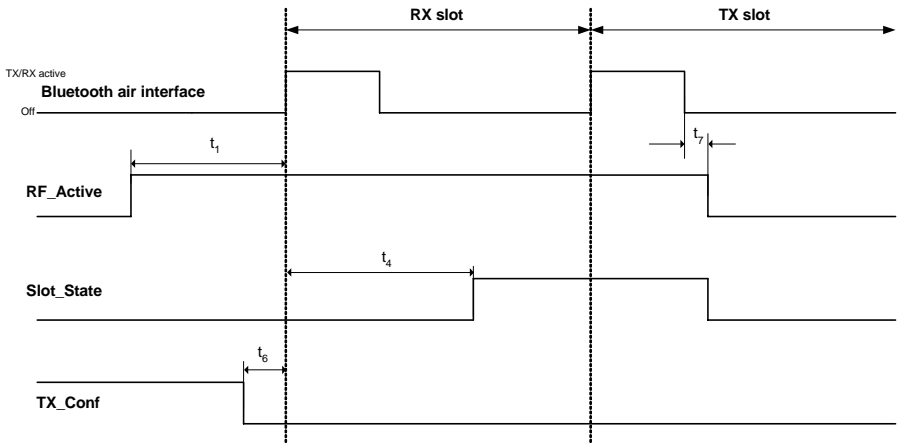 RX slot
TX slot
TX/RX active
Bluetooth air interface
Off
t1
t7
RF_Active
t4
Slot_State
t6
TX_Conf